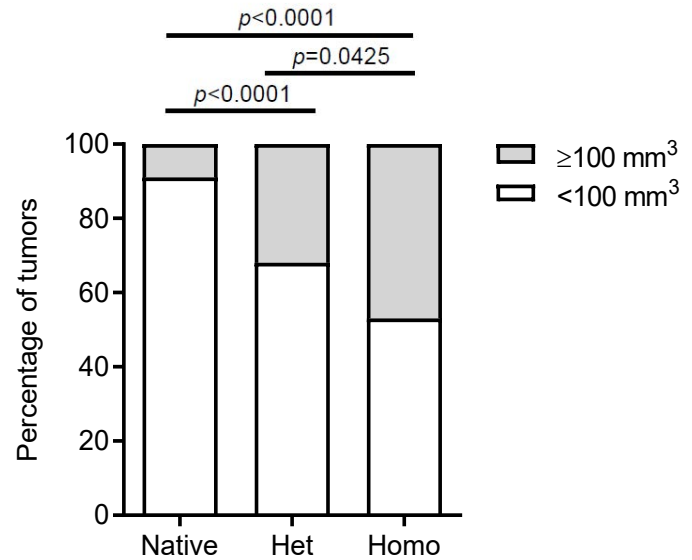 p<0.0001
p=0.0425
p<0.0001
100
80
60
40
20
0
Percentage of tumors
Native Het Homo
≥100 mm³
<100 mm³